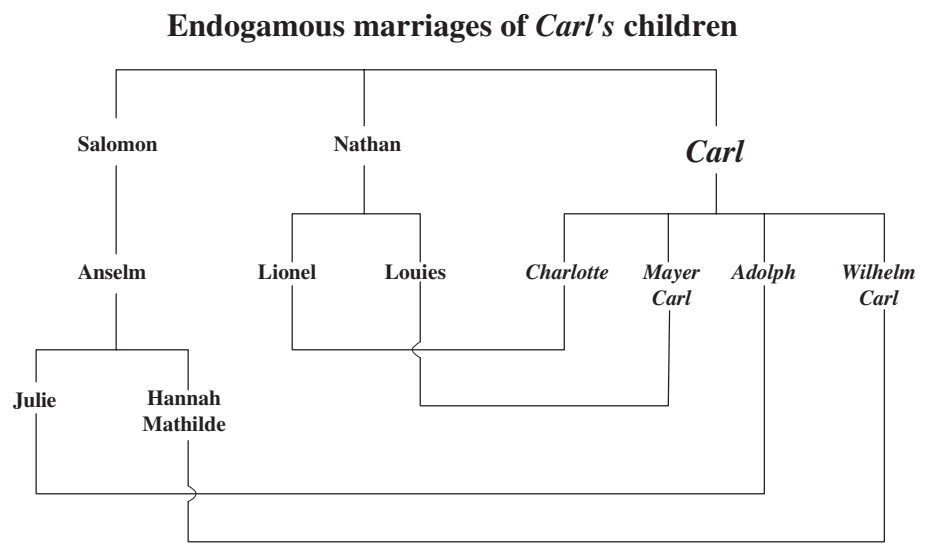 Endogamous marriages of Carl's children
Salomon
Nathan
Carl
Anselm
Lionel
Louies
Charlotte
Mayer
Carl
Adolph
Wilhelm
Carl
Julie
Hannah
Mathilde